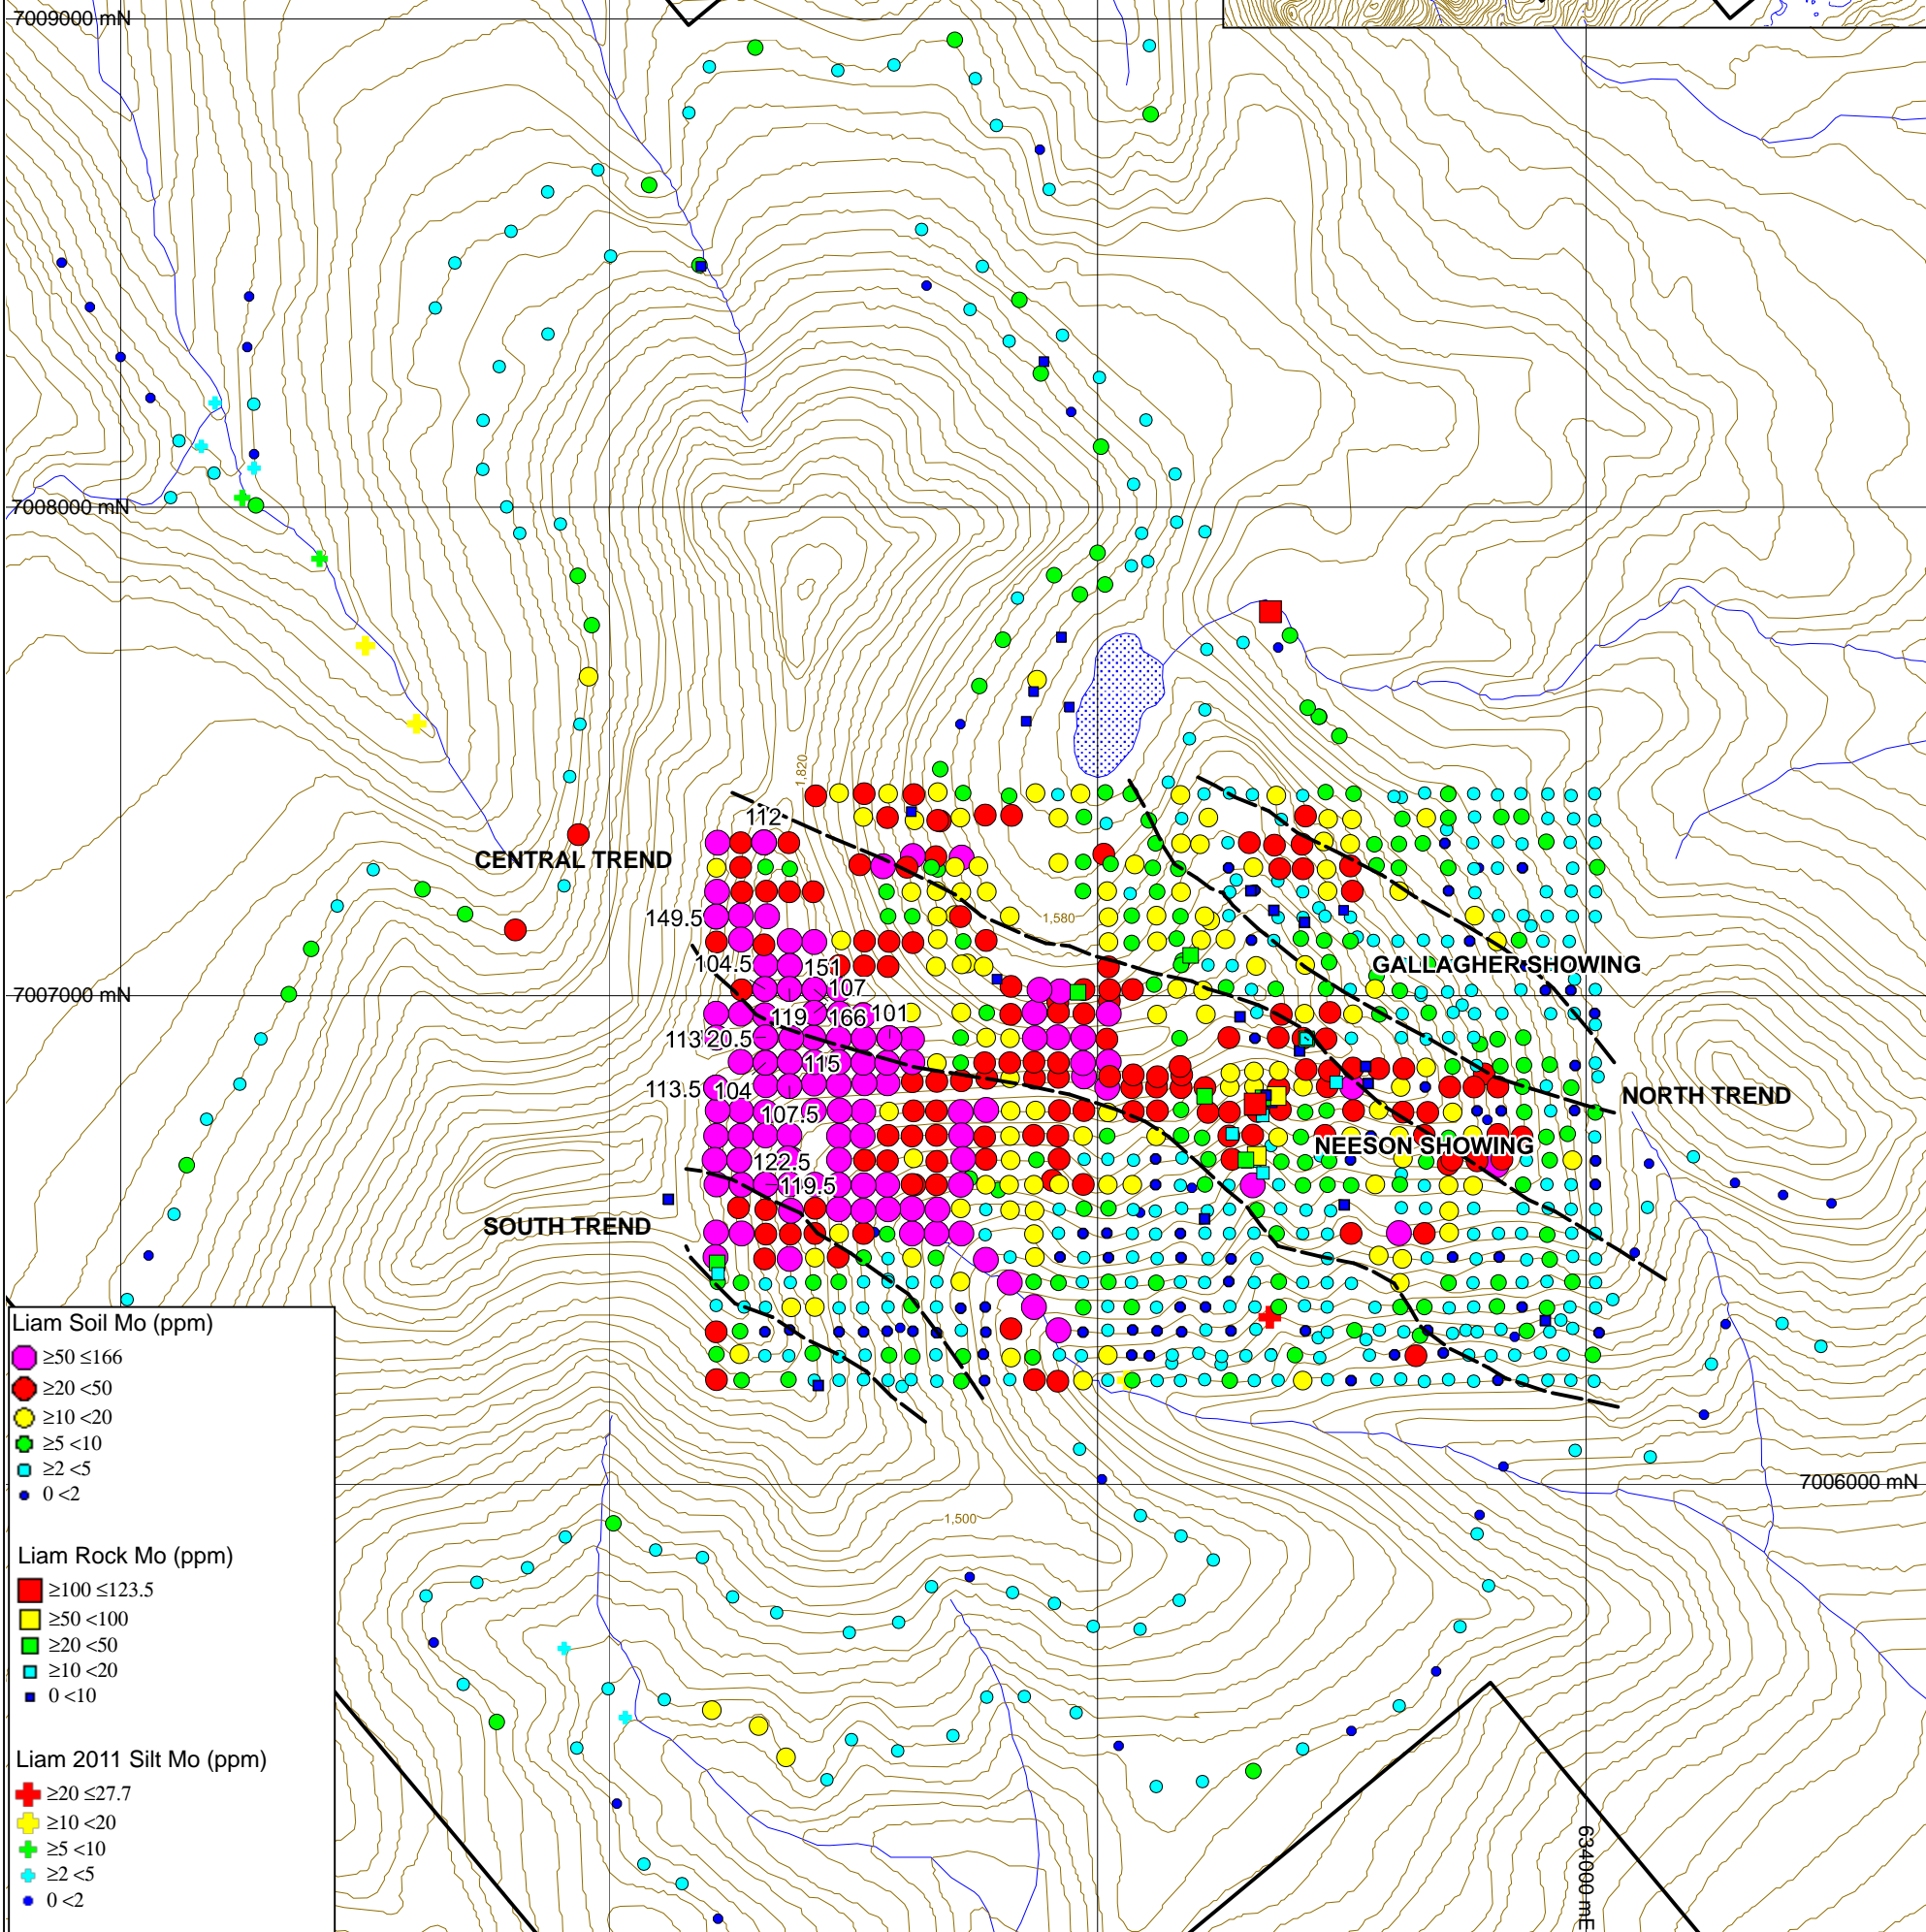 7009000 mN
7008000 mN
1,820
112
CENTRAL TREND
149.5
1,580
104.5
151
GALLAGHER SHOWING
107
7007000 mN
119
166
101
113
20.5
115
113.5
104
NORTH TREND
107.5
NEESON SHOWING
122.5
119.5
SOUTH TREND
Liam Soil Mo (ppm)
≥50 ≤166
≥20 <50
≥10 <20
≥5 <10
≥2 <5
0 <2
7006000 mN
1,500
Liam Rock Mo (ppm)
≥100 ≤123.5
≥50 <100
≥20 <50
≥10 <20
0 <10
Liam 2011 Silt Mo (ppm)
≥20 ≤27.7
≥10 <20
≥5 <10
≥2 <5
0 <2
634000 mE